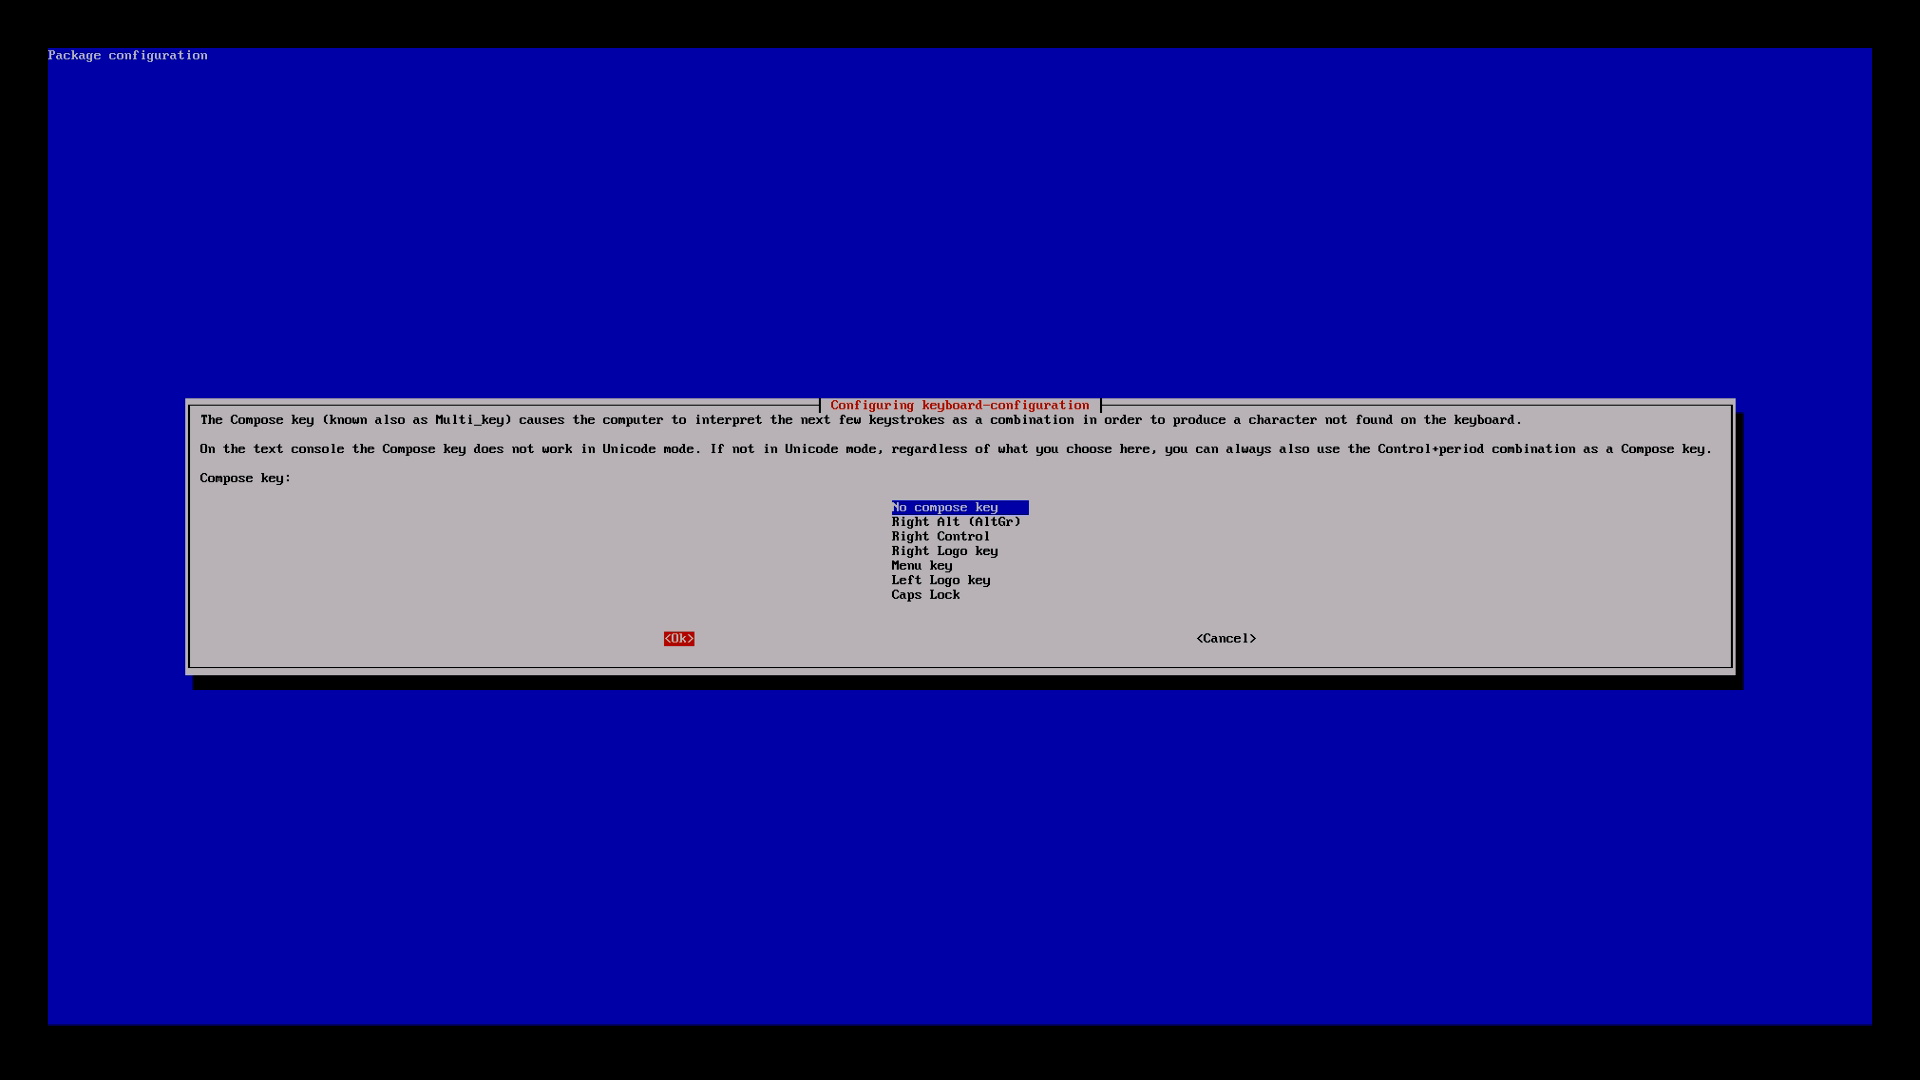 Package configuration
Configuring keyboard-configuration
The Compose key (known also as Multi_key) causes the computer to interpret the next few keystrokes as a combination in order to produce a character not found on the keyboard.
On the text console the Compose key does not work in Unicode mode. If not in Unicode mode, regardless of what you choose here, you can always also use the Control+period combination as a Compose key.
Compose key:
No compose key
Right Alt (AltGr)
Right Control
Right Logo key
Menu key
Left Logo key
Caps Lock
<Ok> <Cancel>